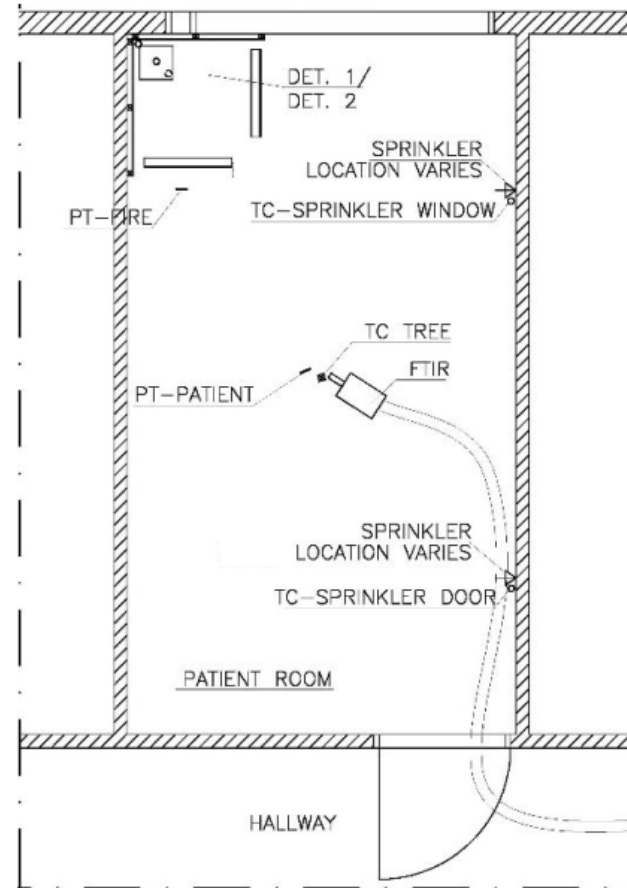 DET. 1/
DET. 2
SPRINKLER
LOCATION VARIES
PT-FIRE
TC-SPRINKLER WINDOW
TC TREE
FTIR
PT-PATIENT
SPRINKLER
LOCATION VARIES
TC-SPRINKLER DOOR
PATIENT ROOM
HALLWAY